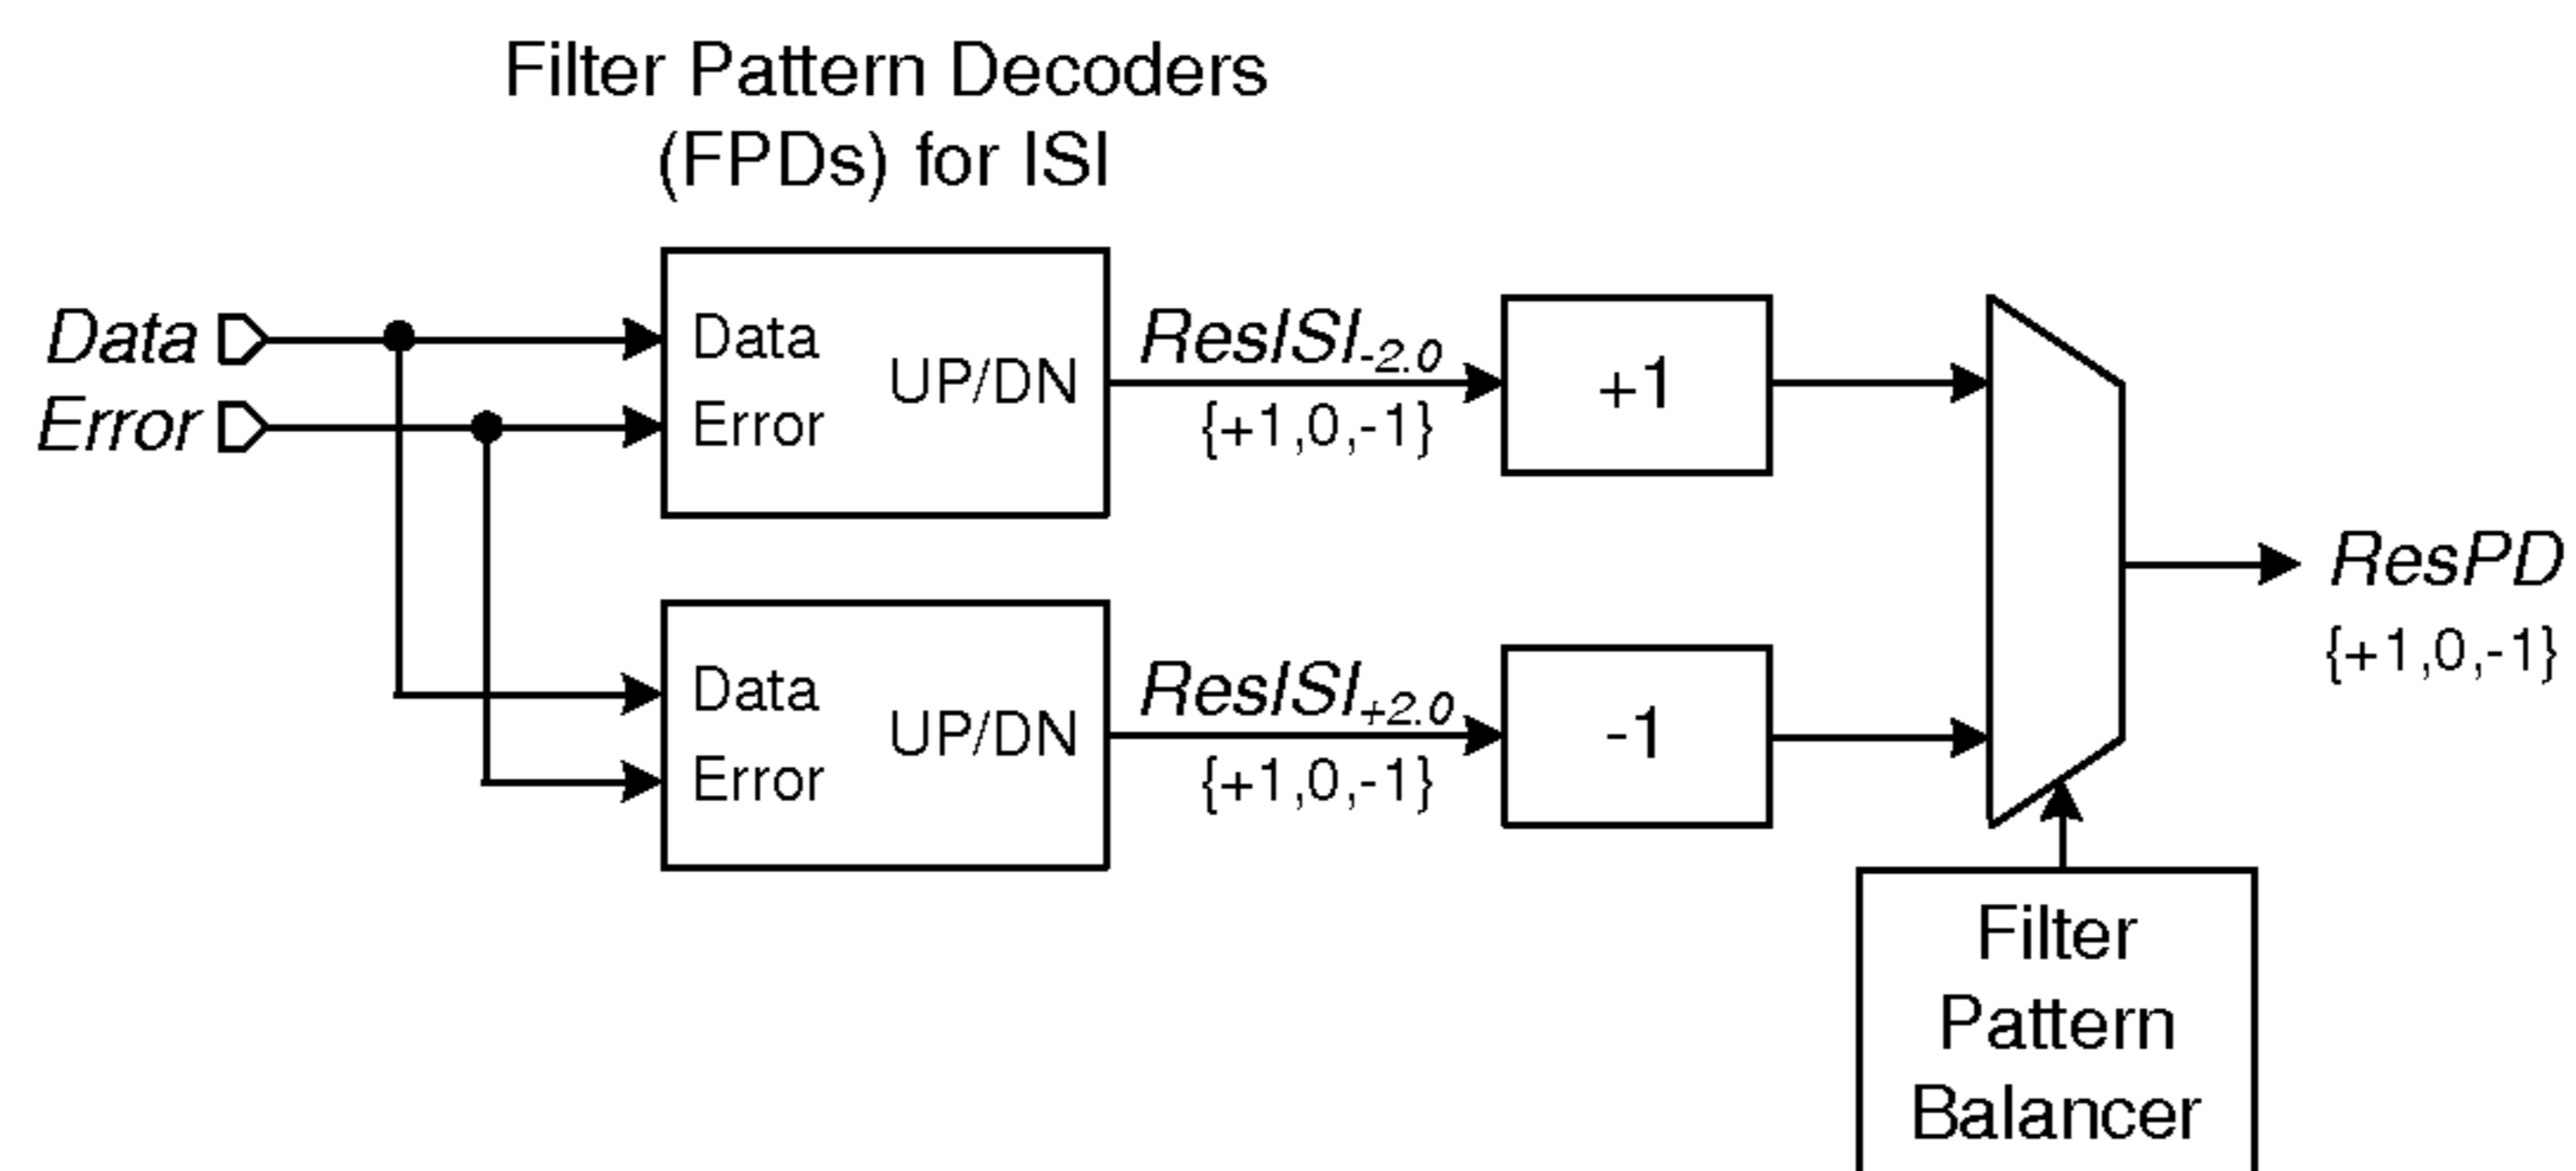 Filter Pattern Decoders
(FPDs) for ISI
Data
Error
Data
Error
UP/DN
ResISI-2.0
{+1,0,-1}
+1
Data
Error
UP/DN
ResISI+2.0
{+1,0,-1}
-1
ResPD
{+1,0,-1}
Filter
Pattern
Balancer